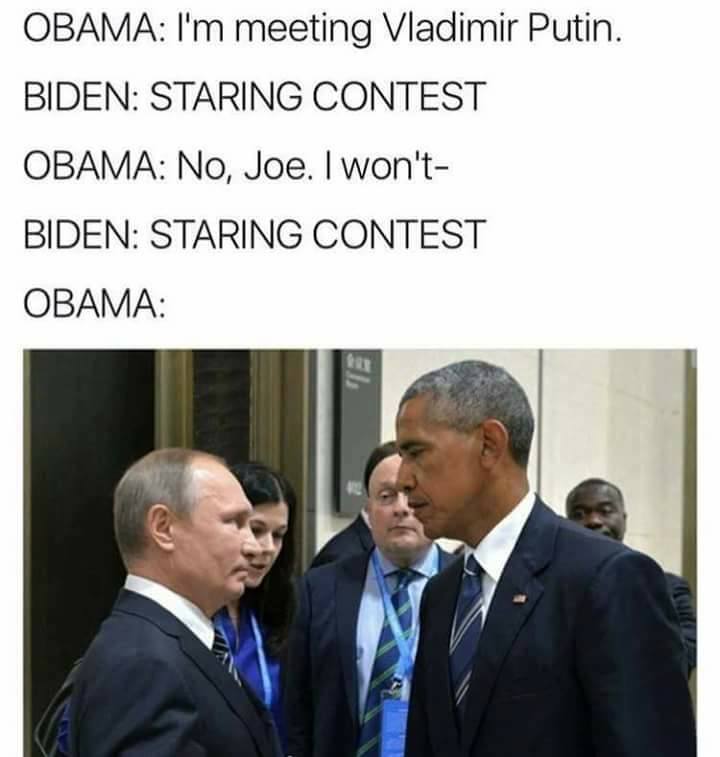 OBAMA: I'm meeting Vladimir Putin.
BIDEN: STARING CONTEST
OBAMA: No, Joe. I won't-
BIDEN: STARING CONTEST
OBAMA: